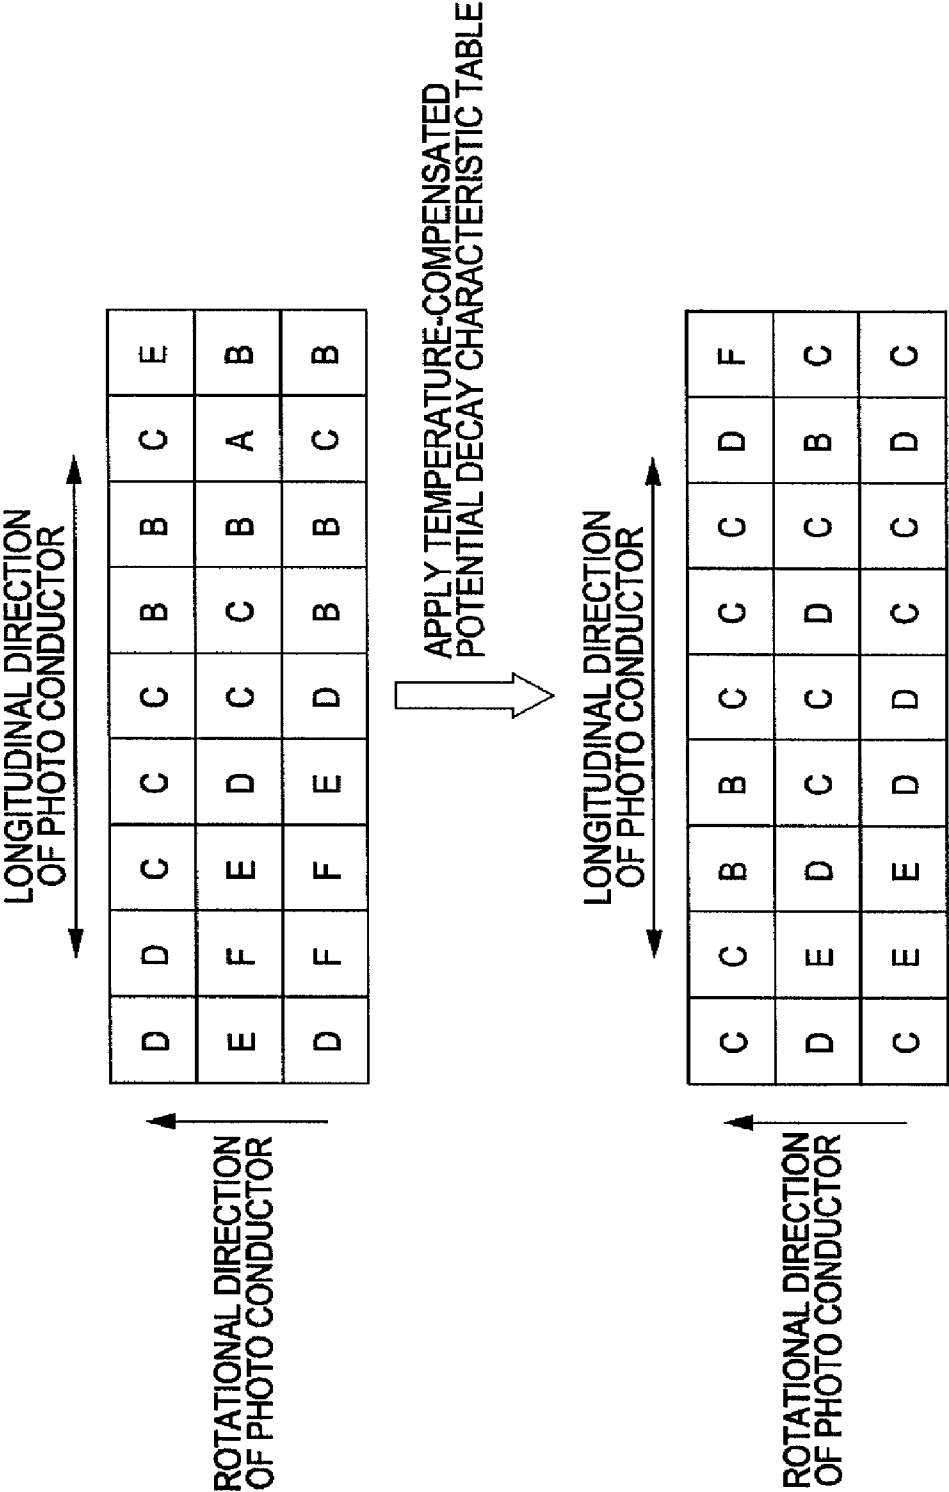 LONGITUDINAL DIRECTION
OF PHOTO CONDUCTOR
ROTATIONAL DIRECTION
OF PHOTO CONDUCTOR
D D C C C B B C E
E F E D C C B A B
D F F E D B B C B
APPLY TEMPERATURE-COMPENSATED
POTENTIAL DECAY CHARACTERISTIC TABLE
LONGITUDINAL DIRECTION
OF PHOTO CONDUCTOR
ROTATIONAL DIRECTION
OF PHOTO CONDUCTOR
C C B B C C C D F
D E D C C D C B C
C E E D D C C D C